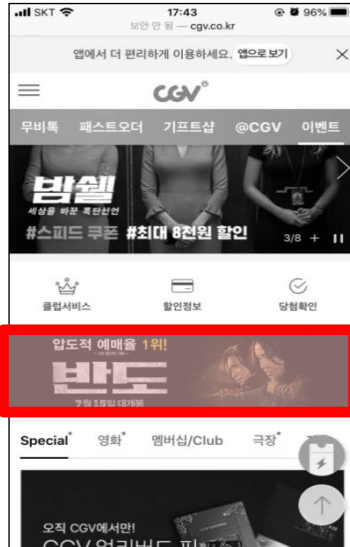 SKT 17:43 96%
보안 안 됨 — cgv.co.kr
앱에서 더 편리하게 이용하세요. 앱으로 보기 ×
CGV
무비톡 패스트오더 기프트샵 @CGV 이벤트
밤쉘
세상을 바꾼 폭탄선언
#스피드 쿠폰 #최대 8천원 할인
3/8 +
클럽서비스 할인정보 당첨확인
압도적 예매율 1위!
반도
7월 15일 대개봉
Special 영화 멤버십/Club 극장
오직 CGV에서만!
CGV 얼리버드